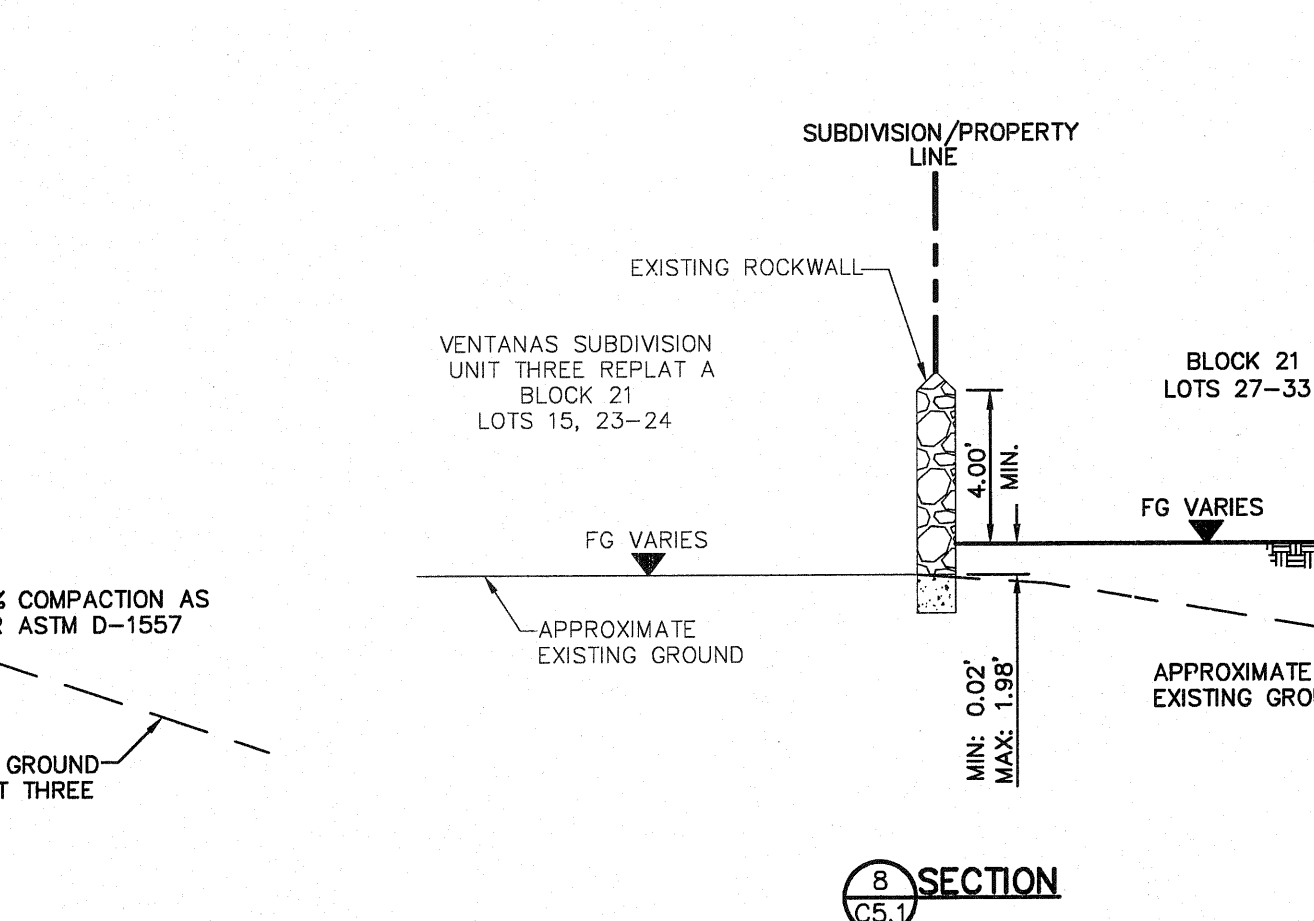 SUBDIVISION/PROPERTY
LINE
EXISTING ROCKWALL
VENTANAS SUBDIVISION
UNIT THREE REPLAT A
BLOCK 21
LOTS 15, 23-24
BLOCK 21
LOTS 27-33
4.00'
MIN.
FG VARIES
FG VARIES
% COMPACTION AS
ASTM D-1557
APPROXIMATE
EXISTING GROUND
MIN: 0.02'
MAX: 1.98'
APPROXIMATE
EXISTING
GROUND
THREE
8
C5.1
SECTION